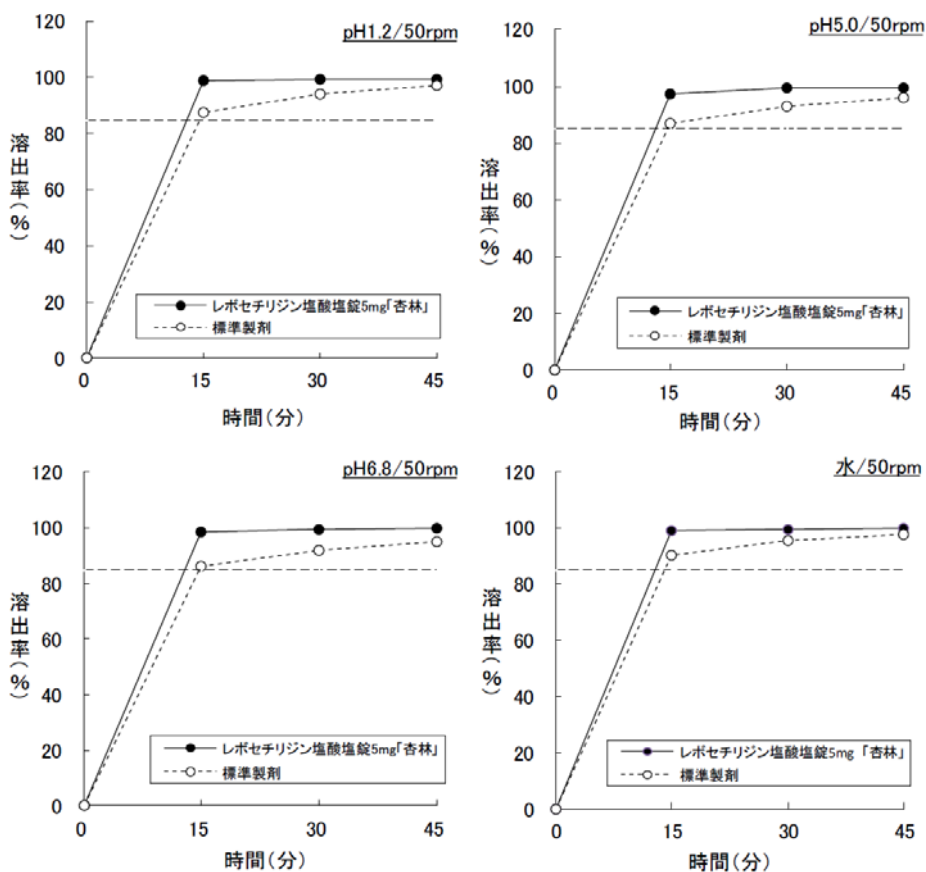 pH1.2/50rpm
120
100
80
60
40
20
0
溶出率(%)
レボセチリジン塩酸塩錠5mg「杏林」
標準製剤
0 15 30 45
時間(分)
pH5.0/50rpm
120
100
80
60
40
20
0
溶出率(%)
レボセチリジン塩酸塩錠5mg「杏林」
標準製剤
0 15 30 45
時間(分)
pH6.8/50rpm
120
100
80
60
40
20
0
溶出率(%)
レボセチリジン塩酸塩錠5mg「杏林」
標準製剤
0 15 30 45
時間(分)
水/50rpm
120
100
80
60
40
20
0
溶出率(%)
レボセチリジン塩酸塩錠5mg 「杏林」
標準製剤
0 15 30 45
時間(分)